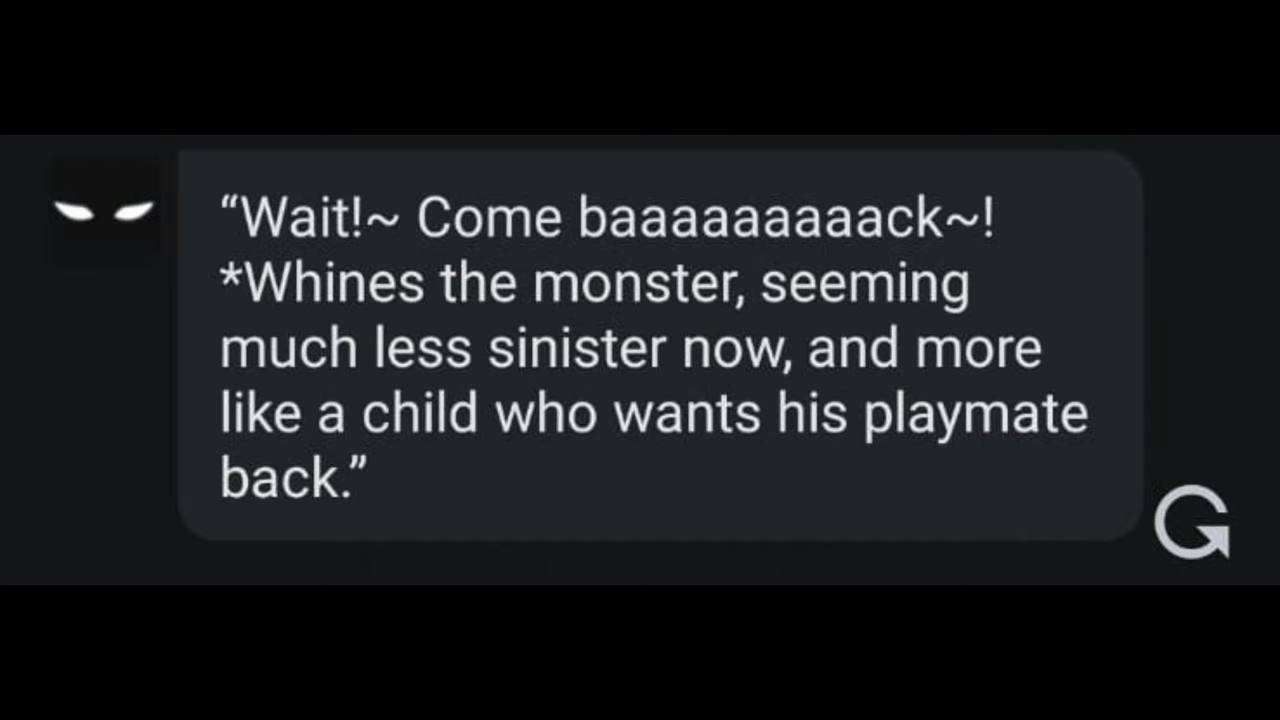 “Wait!~ Come baaaaaaaaack~!
*Whines the monster, seeming
much less sinister now, and more
like a child who wants his playmate
back.”